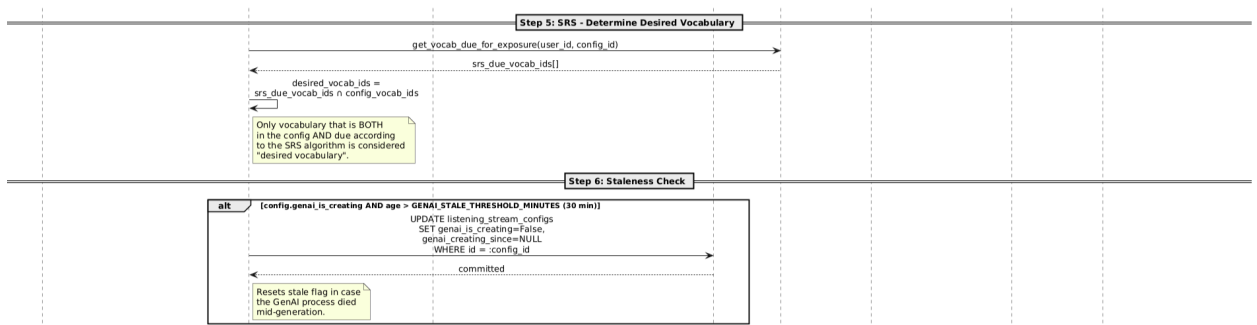 Step 5: SRS - Determine Desired Vocabulary
get_vocab_due_for_exposure(user_id, config_id)
srs_due_vocab_ids[]
desired_vocab_ids =
srs_due_vocab_ids ∩ config_vocab_ids
Only vocabulary that is BOTH
in the config AND due according
to the SRS algorithm is considered
"desired vocabulary".
Step 6: Staleness Check
alt [config.genai_is_creating AND age > GENAI_STALE_THRESHOLD_MINUTES (30 min)]
UPDATE listening_stream_configs
SET genai_is_creating=False,
genai_creating_since=NULL
WHERE id = :config_id
committed
Resets stale flag in case
the GenAI process died
mid-generation.